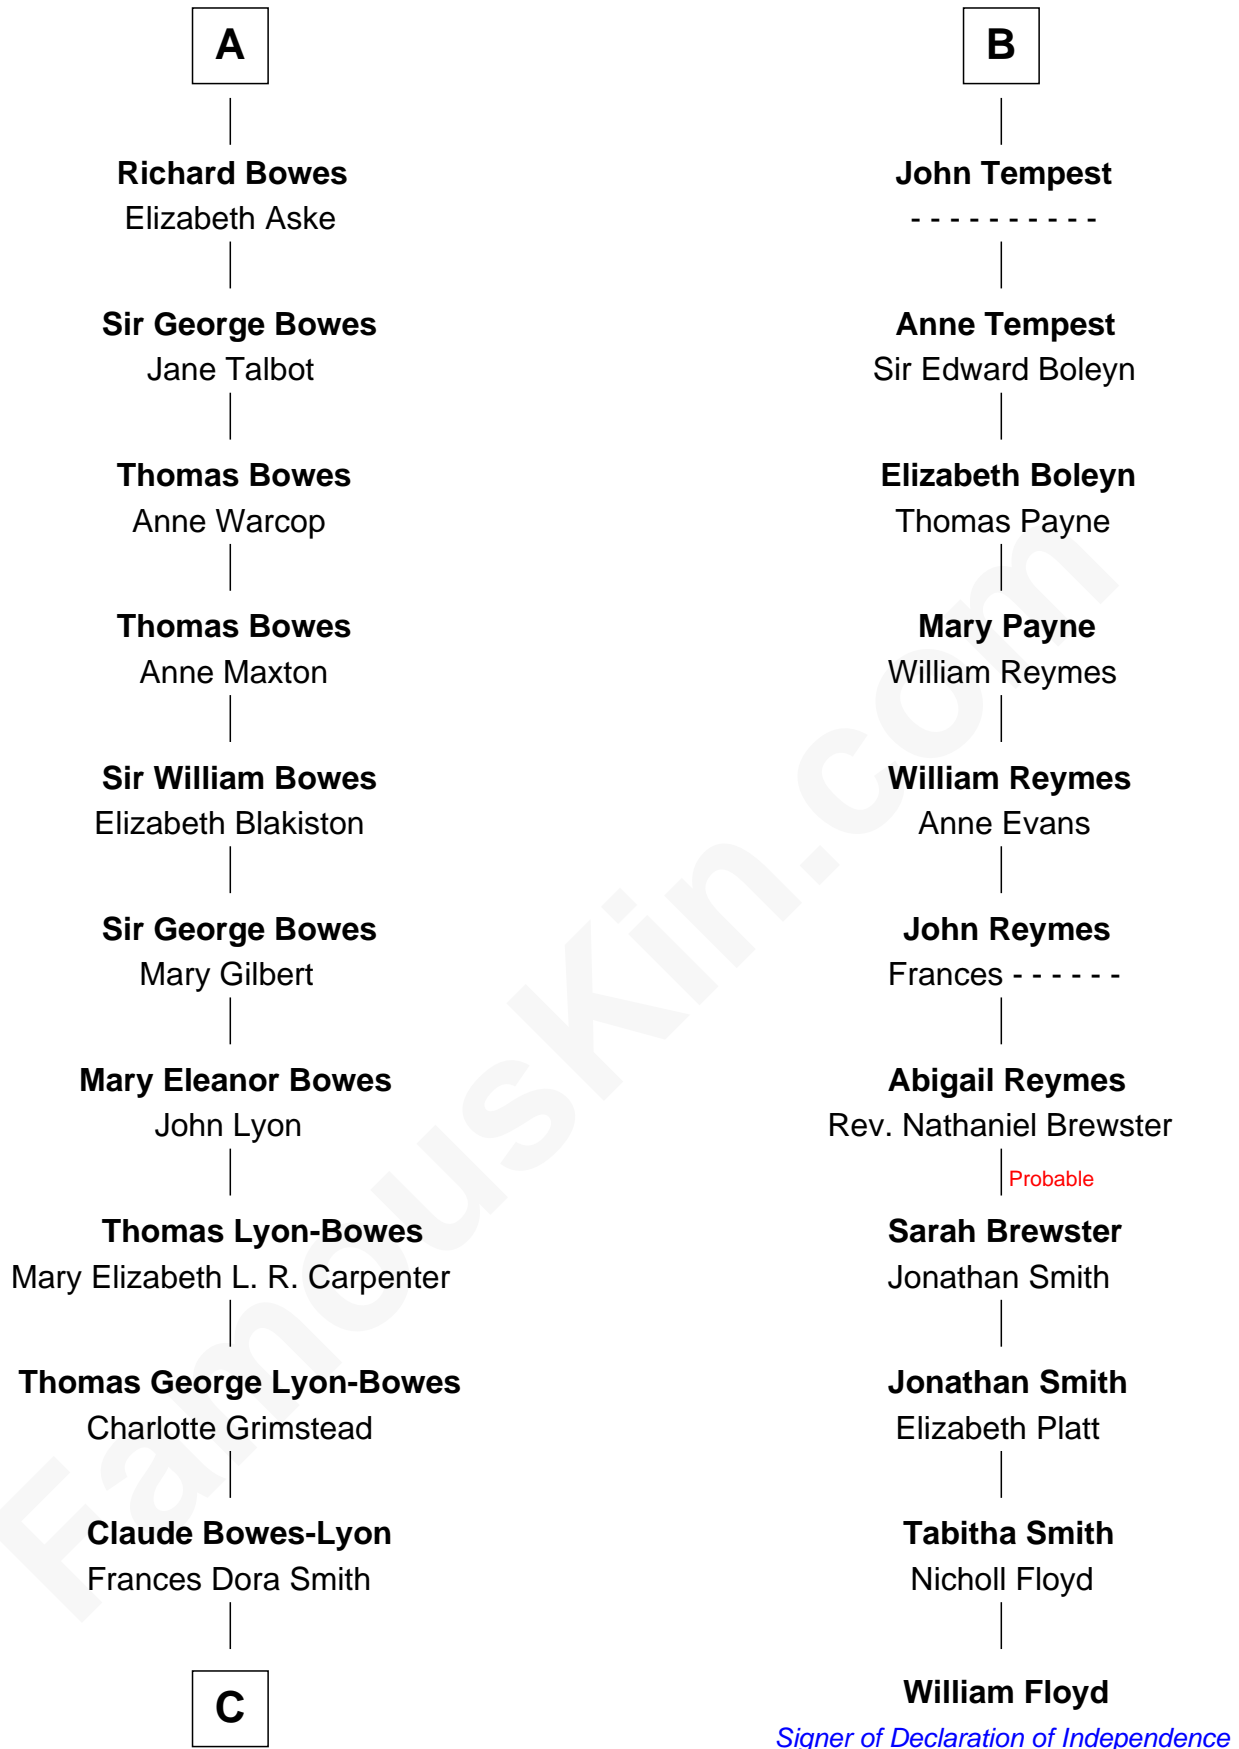 A
Richard Bowes
Elizabeth Aske
Sir George Bowes
Jane Talbot
Thomas Bowes
Anne Warcop
Thomas Bowes
Anne Maxton
Sir William Bowes
Elizabeth Blakiston
Sir George Bowes
Mary Gilbert
Mary Eleanor Bowes
John Lyon
Thomas Lyon-Bowes
Mary Elizabeth L. R. Carpenter
Thomas George Lyon-Bowes
Charlotte Grimstead
Claude Bowes-Lyon
Frances Dora Smith
C
B
John Tempest
- - - - - - - - - -
Anne Tempest
Sir Edward Boleyn
Elizabeth Boleyn
Thomas Payne
Mary Payne
William Reymes
William Reymes
Anne Evans
John Reymes
Frances - - - - - -
Abigail Reymes
Rev. Nathaniel Brewster
Probable
Sarah Brewster
Jonathan Smith
Jonathan Smith
Elizabeth Platt
Tabitha Smith
Nicholl Floyd
William Floyd
Signer of Declaration of Independence
FamousKin.com